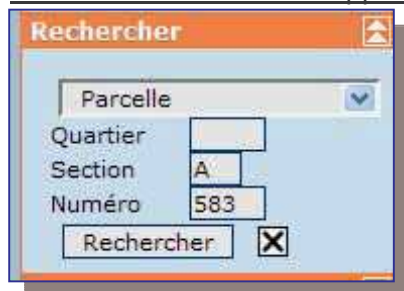 Rechercher
Parcelle
Quartier
Section A
Numéro 583
Rechercher